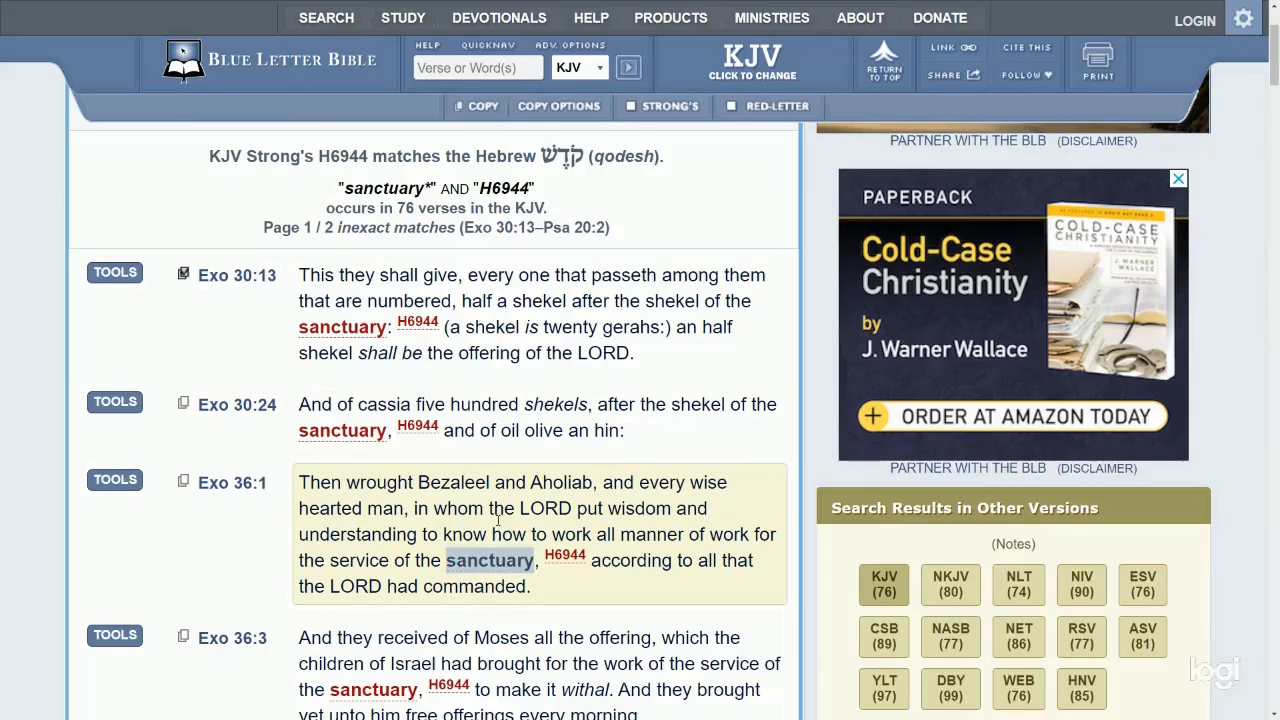 SEARCH STUDY DEVOTIONALS HELP PRODUCTS MINISTRIES ABOUT DONATE LOGIN
BLUE LETTER BIBLE
HELP QUICKNAV ADV. OPTIONS
Verse or Word(s) KJV
KJV
CLICK TO CHANGE
RETURN
TO TOP
LINK CITE THIS
SHARE FOLLOW
PRINT
COPY COPY OPTIONS STRONG'S RED-LETTER
KJV Strong's H6944 matches the Hebrew קֹדֶשׁ (qodesh).
"sanctuary*" AND "H6944"
occurs in 76 verses in the KJV.
Page 1 / 2 inexact matches (Exo 30:13–Psa 20:2)
TOOLS Exo 30:13 This they shall give, every one that passeth among them
that are numbered, half a shekel after the shekel of the
sanctuary: H6944 (a shekel is twenty gerahs:) an half
shekel shall be the offering of the LORD.
TOOLS Exo 30:24 And of cassia five hundred shekels, after the shekel of the
sanctuary, H6944 and of oil olive an hin:
TOOLS Exo 36:1 Then wrought Bezaleel and Aholiab, and every wise
hearted man, in whom the LORD put wisdom and
understanding to know how to work all manner of work for
the service of the sanctuary, H6944 according to all that
the LORD had commanded.
TOOLS Exo 36:3 And they received of Moses all the offering, which the
children of Israel had brought for the work of the service of
the sanctuary, H6944 to make it withal. And they brought
yet unto him free offerings every morning.
PARTNER WITH THE BLB (DISCLAIMER)
PAPERBACK
Cold-Case
Christianity
by
J. Warner Wallace
COLD-CASE
CHRISTIANITY
J. WARNER WALLACE
+ ORDER AT AMAZON TODAY
PARTNER WITH THE BLB (DISCLAIMER)
Search Results in Other Versions
(Notes)
KJV (76) NKJV (80) NLT (74) NIV (90) ESV (76)
CSB (89) NASB (77) NET (86) RSV (77) ASV (81)
YLT (97) DBY (99) WEB (76) HNV (85)
logi